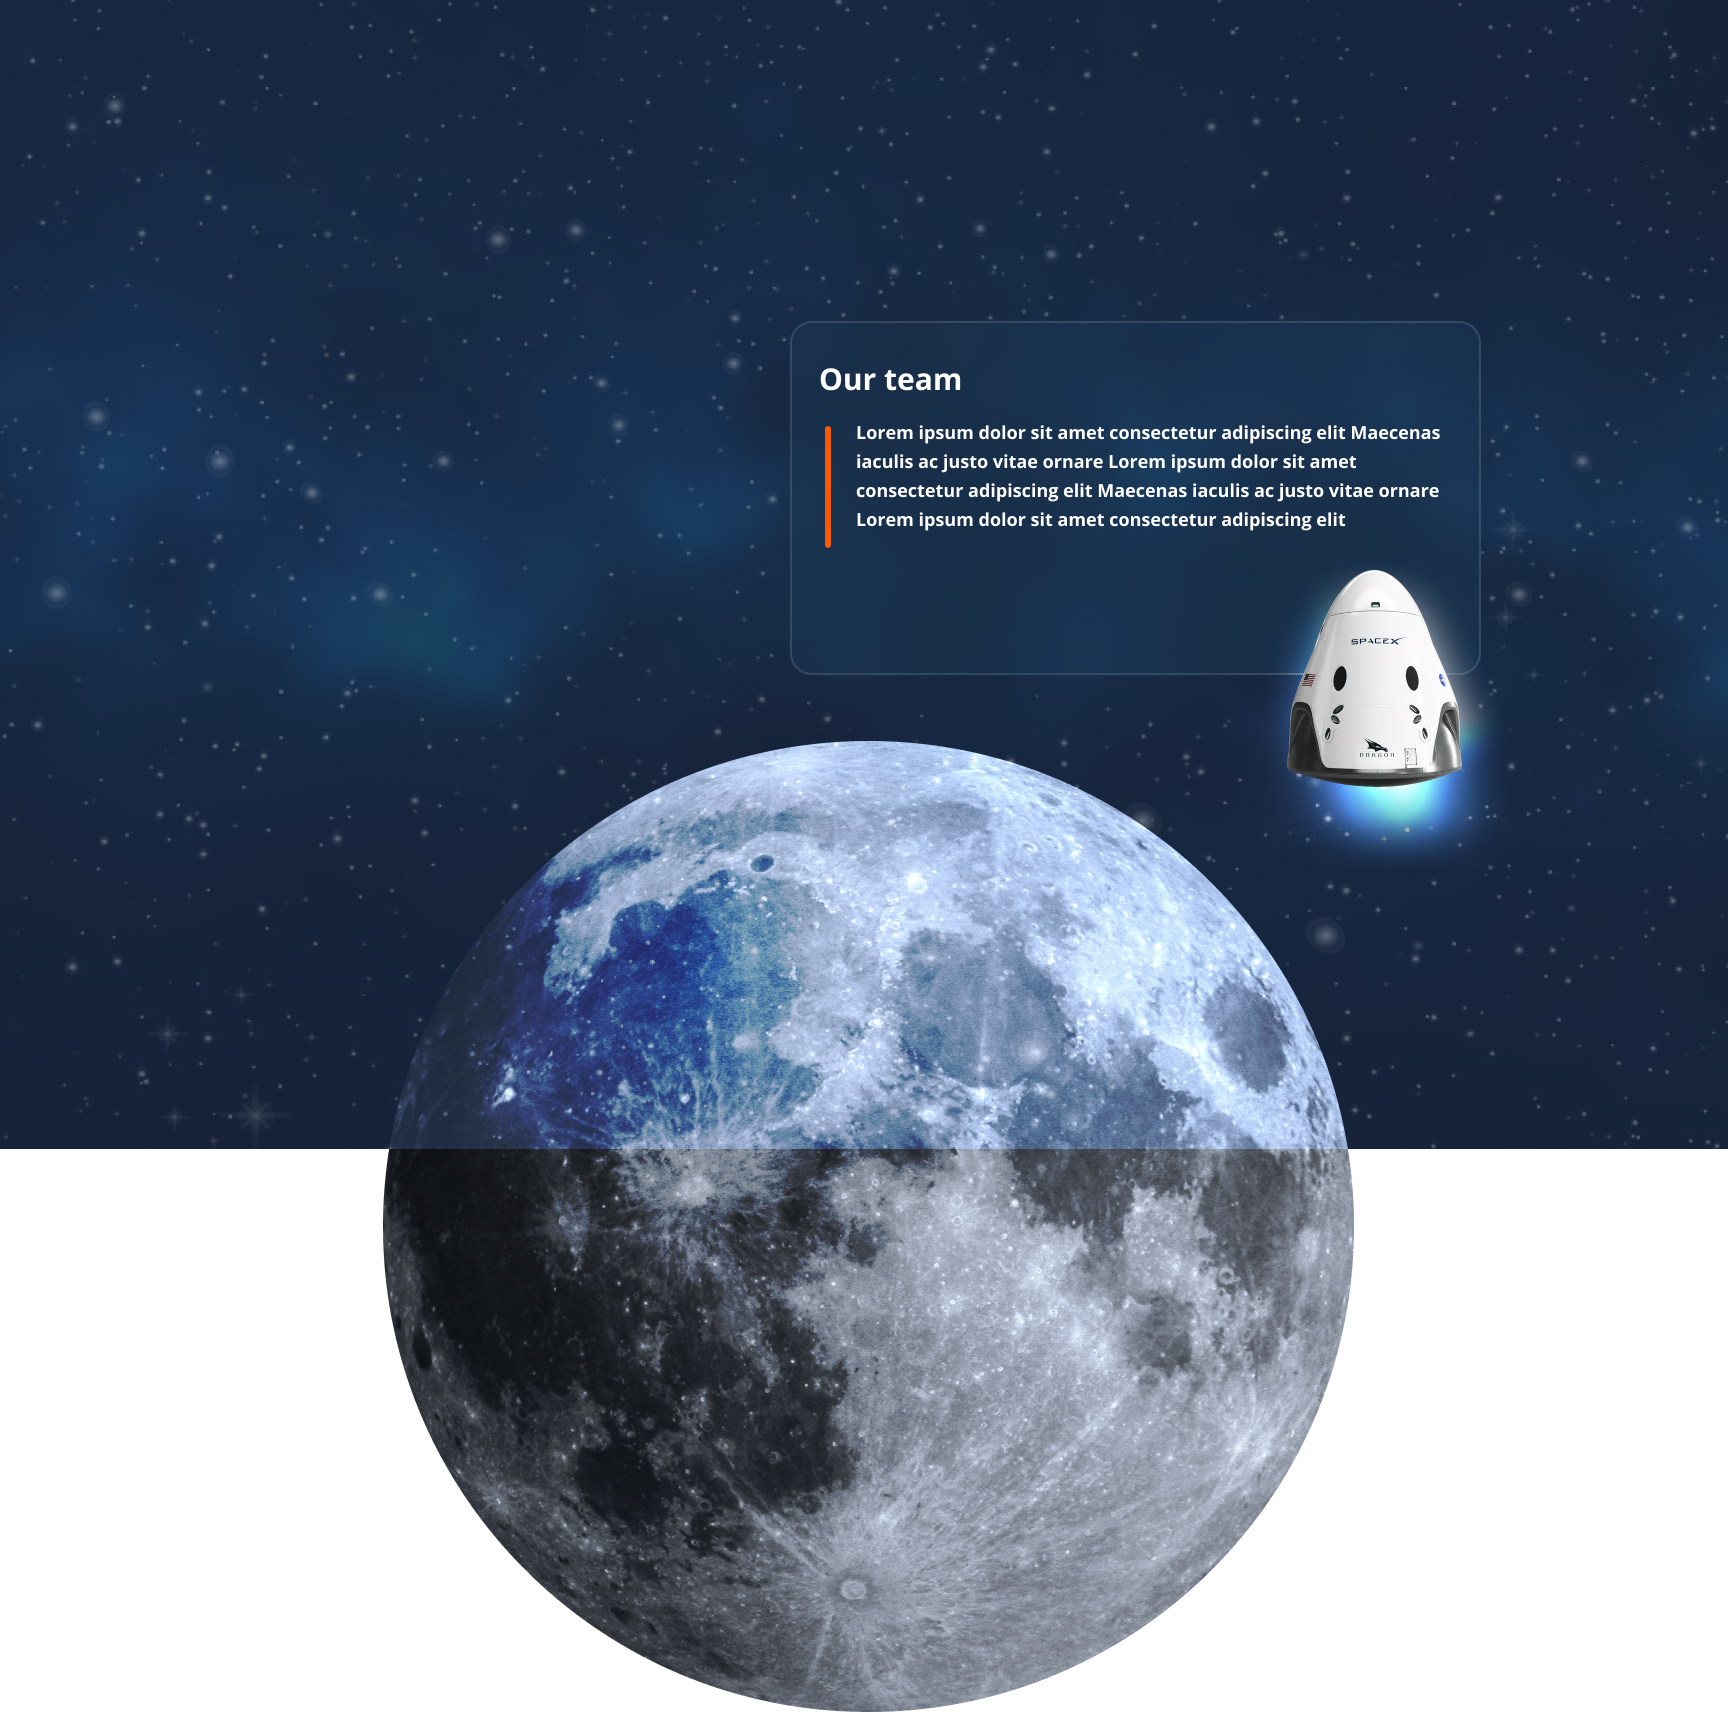 Our team
Lorem ipsum dolor sit amet consectetur adipiscing elit Maecenas
iaculis ac justo vitae ornare Lorem ipsum dolor sit amet
consectetur adipiscing elit Maecenas iaculis ac justo vitae ornare
Lorem ipsum dolor sit amet consectetur adipiscing elit
SPACEX
DRAGON